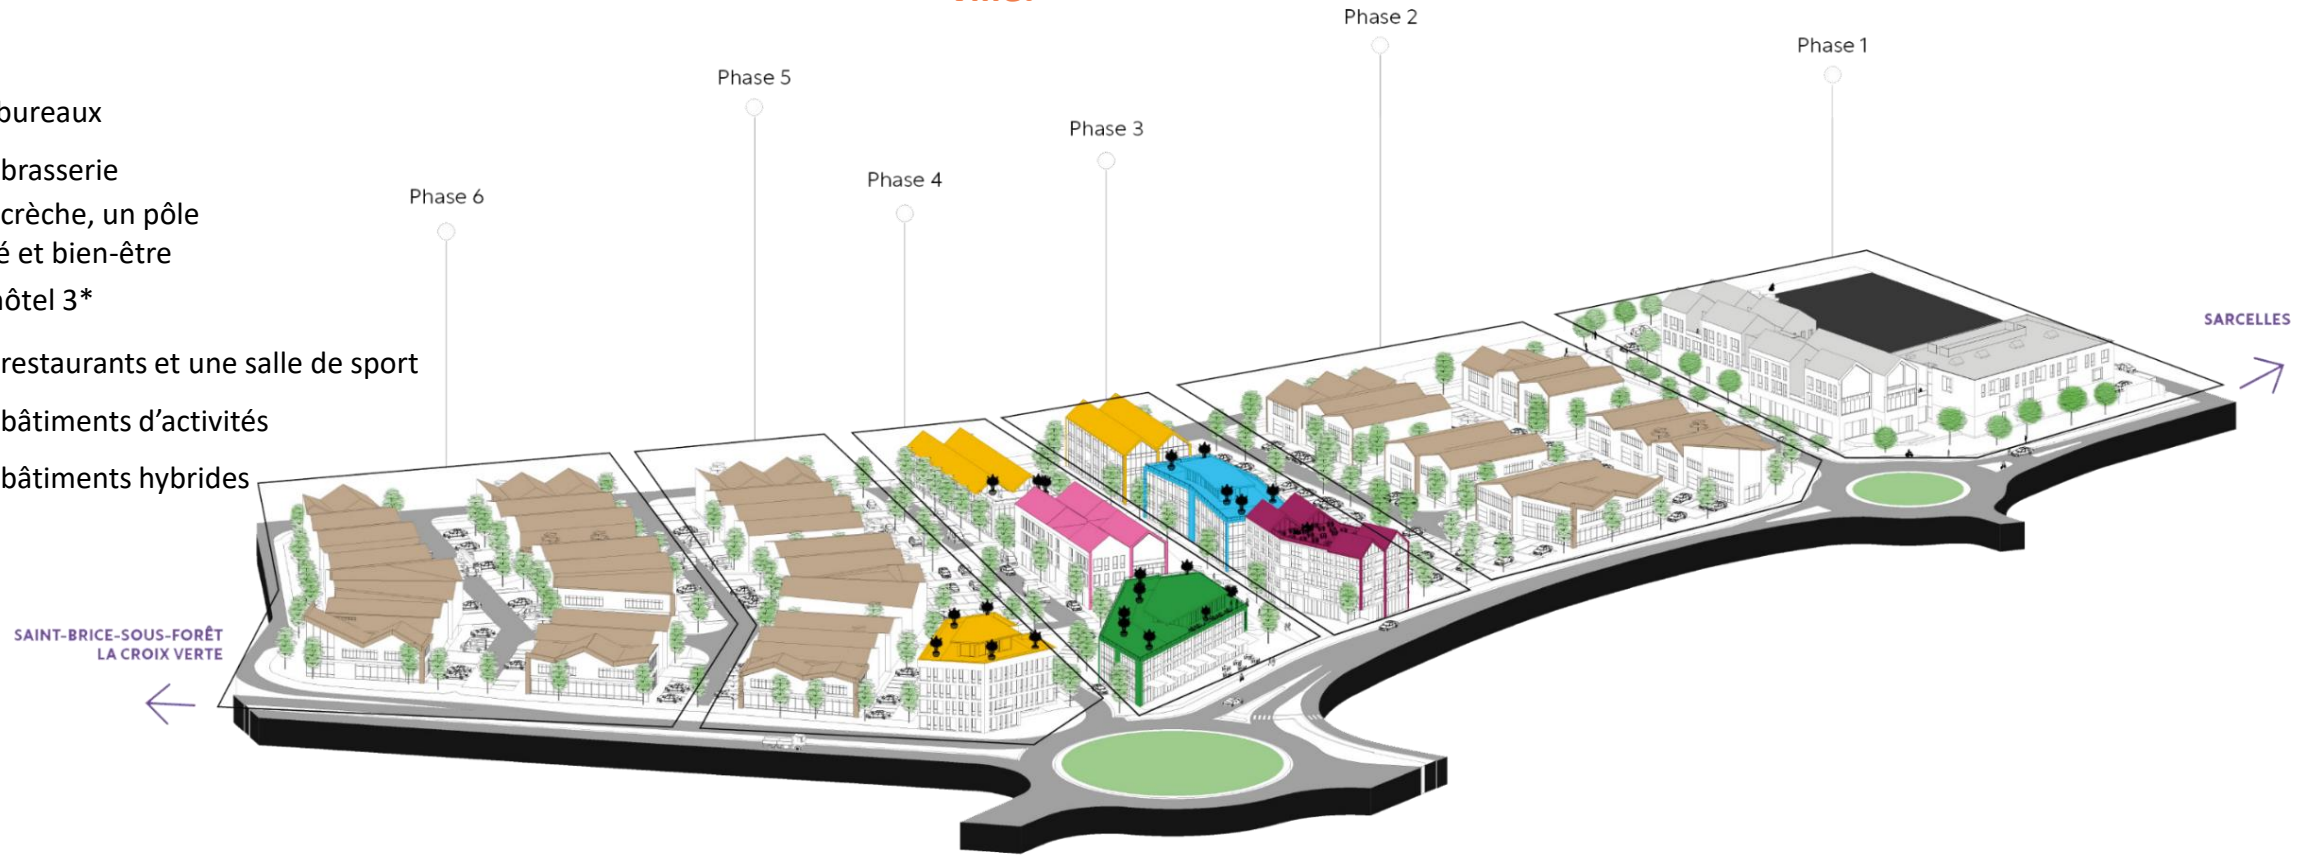 Phase 2
Phase 1
Phase 5
bureaux
Phase 3
brasserie
Phase 4
Phase 6
crèche, un pôle
é et bien-être
hôtel 3*
SARCELLES
restaurants et une salle de sport
bâtiments d’activités
bâtiments hybrides
SAINT-BRICE-SOUS-FORÊT
LA CROIX VERTE